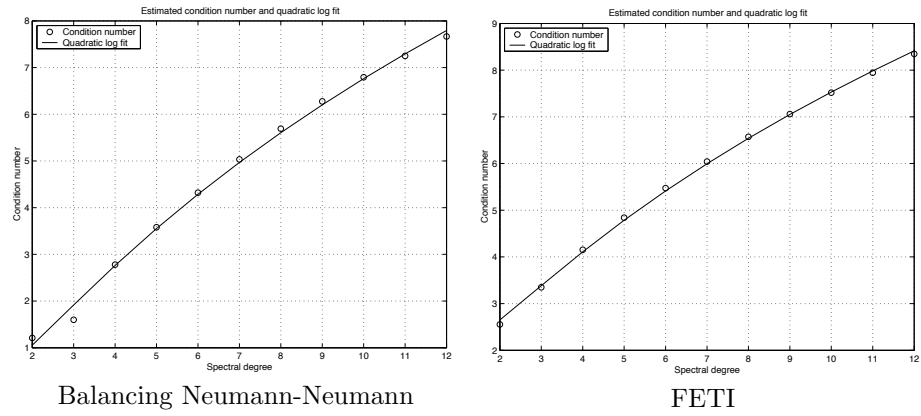 Estimated condition number and quadratic log fit
Condition number
Quadratic log fit
8
7
6
5
4
3
2
1
Condition number
2 3 4 5 6 7 8 9 10 11 12
Spectral degree
Balancing Neumann-Neumann
Estimated condition number and quadratic log fit
Condition number
Quadratic log fit
9
8
7
6
5
4
3
2
Condition number
2 3 4 5 6 7 8 9 10 11 12
Spectral degree
FETI